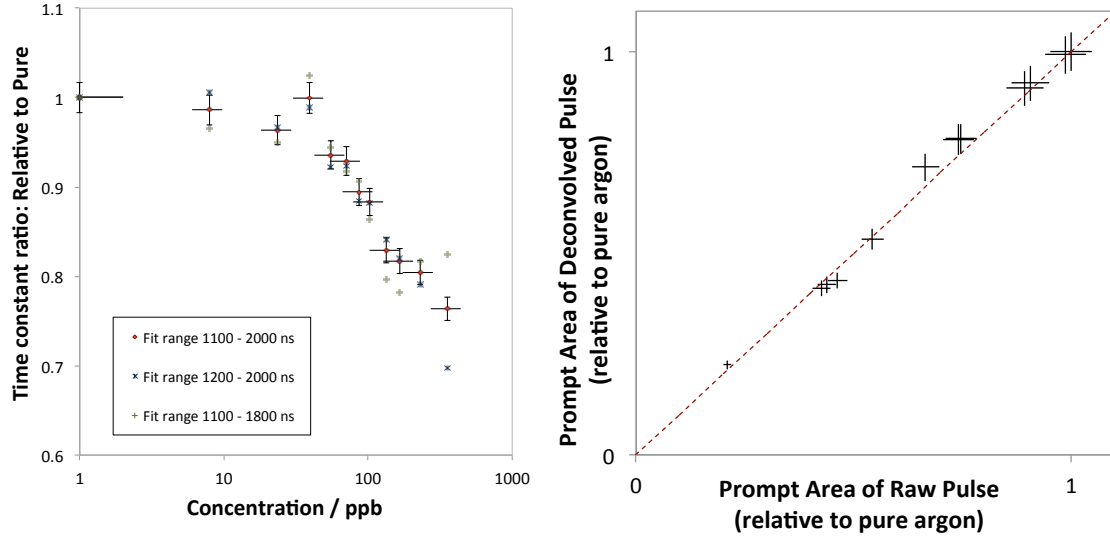 Time constant ratio: Relative to Pure
1.1
1
0.9
0.8
0.7
0.6
Fit range 1100 - 2000 ns
Fit range 1200 - 2000 ns
Fit range 1100 - 1800 ns
1
10
100
1000
Concentration / ppb
Prompt Area of Deconvolved Pulse
(relative to pure argon)
1
0
0
1
Prompt Area of Raw Pulse
(relative to pure argon)